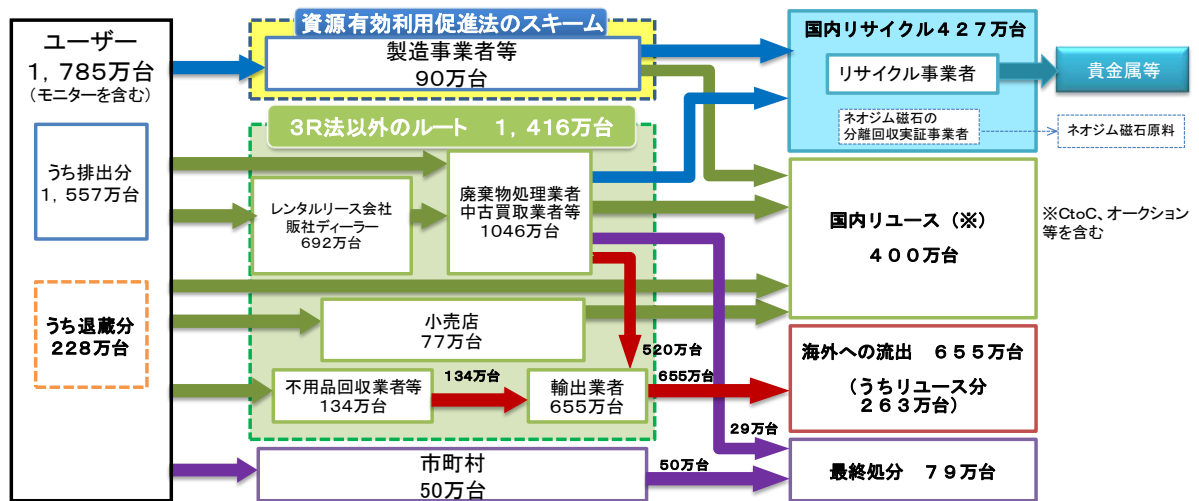 ユーザー
１，７８５万台
（モニターを含む）
うち排出分
１，５５７万台
うち退蔵分
２２８万台
資源有効利用促進法のスキーム
製造事業者等
９０万台
３Ｒ法以外のルート　１，４１６万台
レンタルリース会社
販社ディーラー
６９２万台
廃棄物処理業者
中古買取業者等
１０４６万台
小売店
７７万台
不用品回収業者等
１３４万台
１３４万台
輸出業者
６５５万台
５２０万台
６５５万台
市町村
５０万台
２９万台
５０万台
国内リサイクル４２７万台
リサイクル事業者
貴金属等
ネオジム磁石の
分離回収実証事業者
ネオジム磁石原料
国内リユース（※）
４００万台
※CtoC、オークション
等を含む
海外への流出　６５５万台
（うちリユース分
２６３万台）
最終処分　７９万台